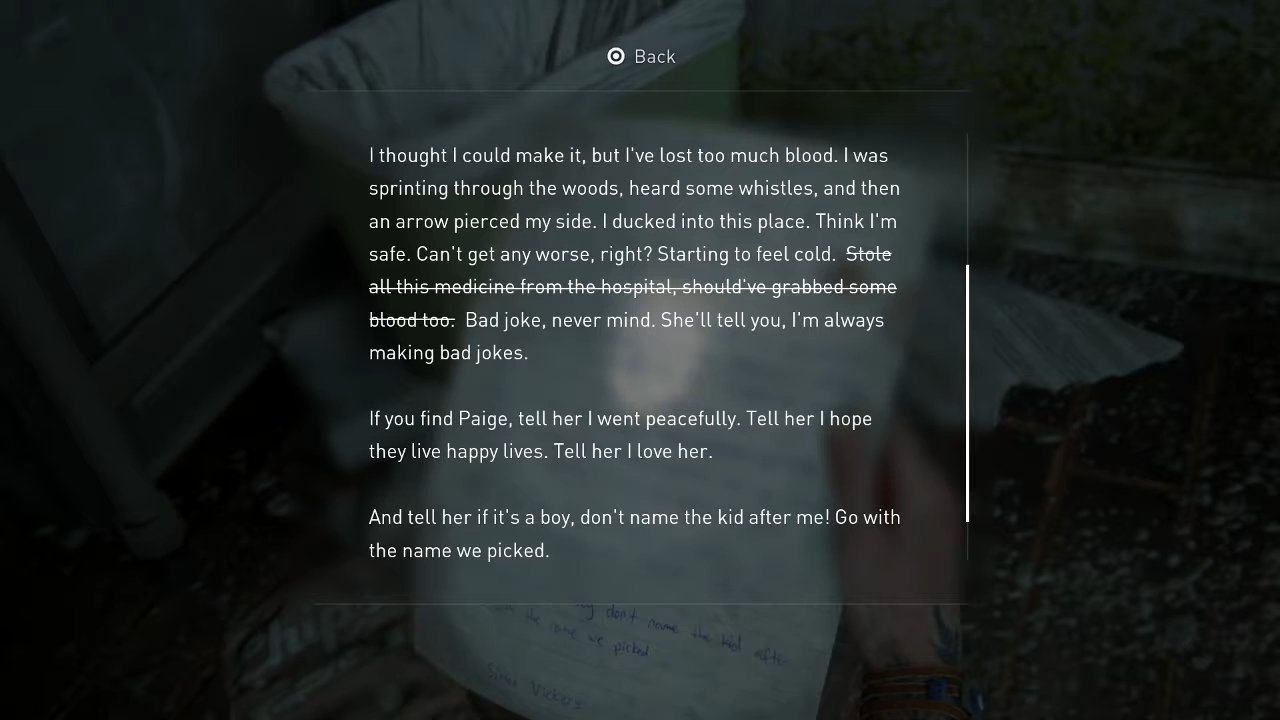 Back
I thought I could make it, but I've lost too much blood. I was
sprinting through the woods, heard some whistles, and then
an arrow pierced my side. I ducked into this place. Think I'm
safe. Can't get any worse, right? Starting to feel cold. Stole
all this medicine from the hospital, should've grabbed some
blood too. Bad joke, never mind. She'll tell you, I'm always
making bad jokes.
If you find Paige, tell her I went peacefully. Tell her I hope
they live happy lives. Tell her I love her.
And tell her if it's a boy, don't name the kid after me! Go with
the name we picked.
don't name the kid after
the name we picked
Vickers